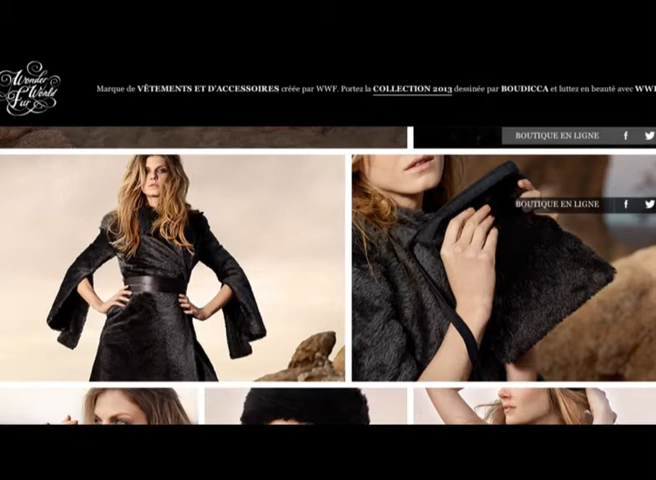 Wonder
World
Fur
Marque de VÊTEMENTS ET D'ACCESSOIRES créée par WWF. Portez la COLLECTION 2013 dessinée par BOUDICCA et luttez en beauté avec WWF
BOUTIQUE EN LIGNE
BOUTIQUE EN LIGNE